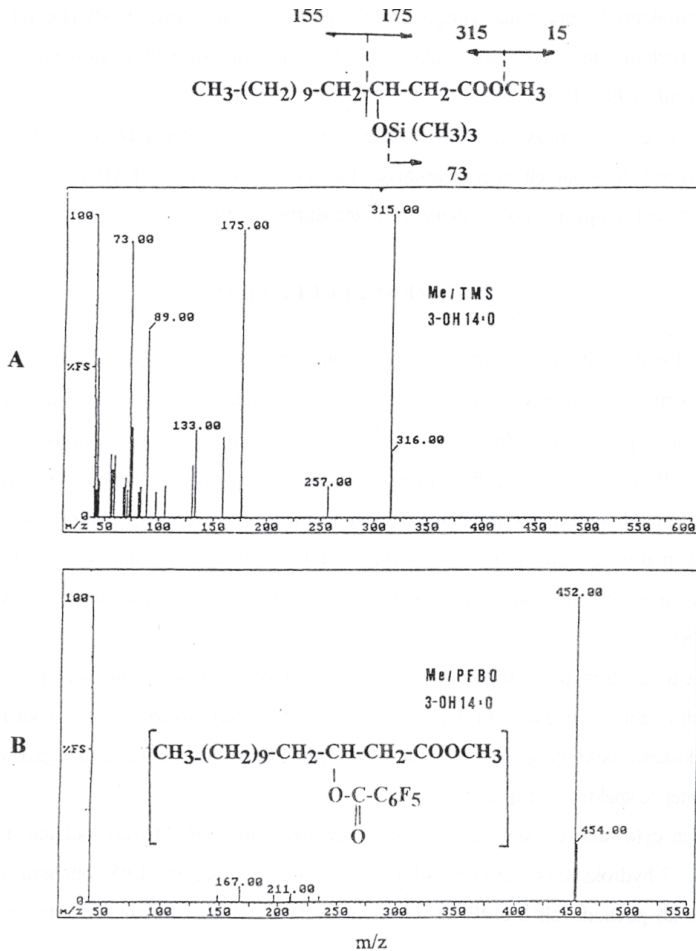 155 175 315 15
CH3-(CH2) 9-CH2-CH-CH2-COOCH3
OSi (CH3)3
73
A
100
%FS
0
73.00
89.00
133.00
175.00
257.00
315.00
316.00
Me/TMS
3-OH14:0
M/Z 50 100 150 200 250 300 350 400 450 500 550 600
B
100
%FS
0
452.00
454.00
167.00
211.00
Me/PFBO
3-OH14:0
CH3-(CH2)9-CH2-CH-CH2-COOCH3
O-C-C6F5
O
M/Z 50 100 150 200 250 300 350 400 450 500 550
m/z